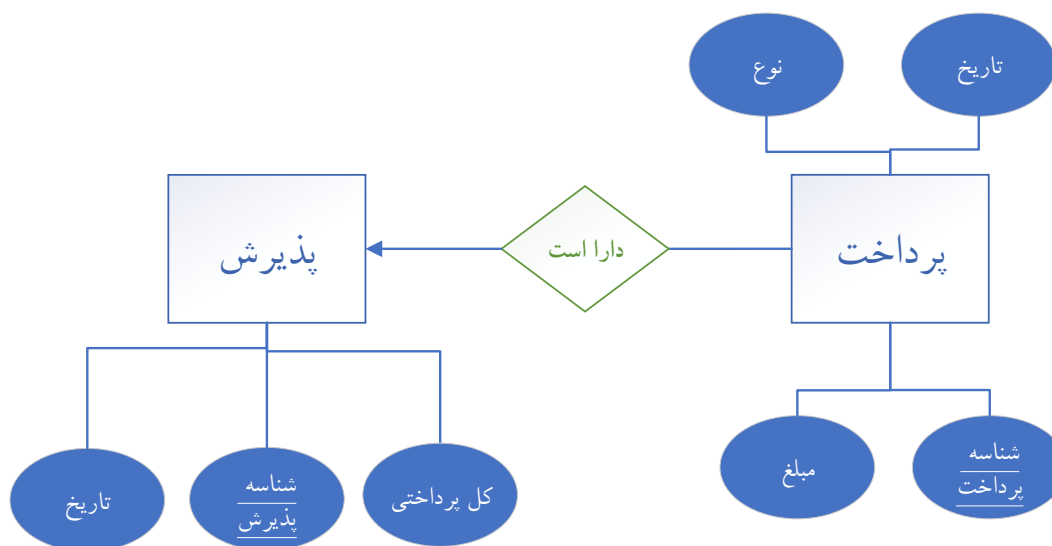 تاریخ
نوع
پرداخت
دارا است
پذیرش
شناسه
پرداخت
مبلغ
کل پرداختی
شناسه
پذیرش
تاریخ